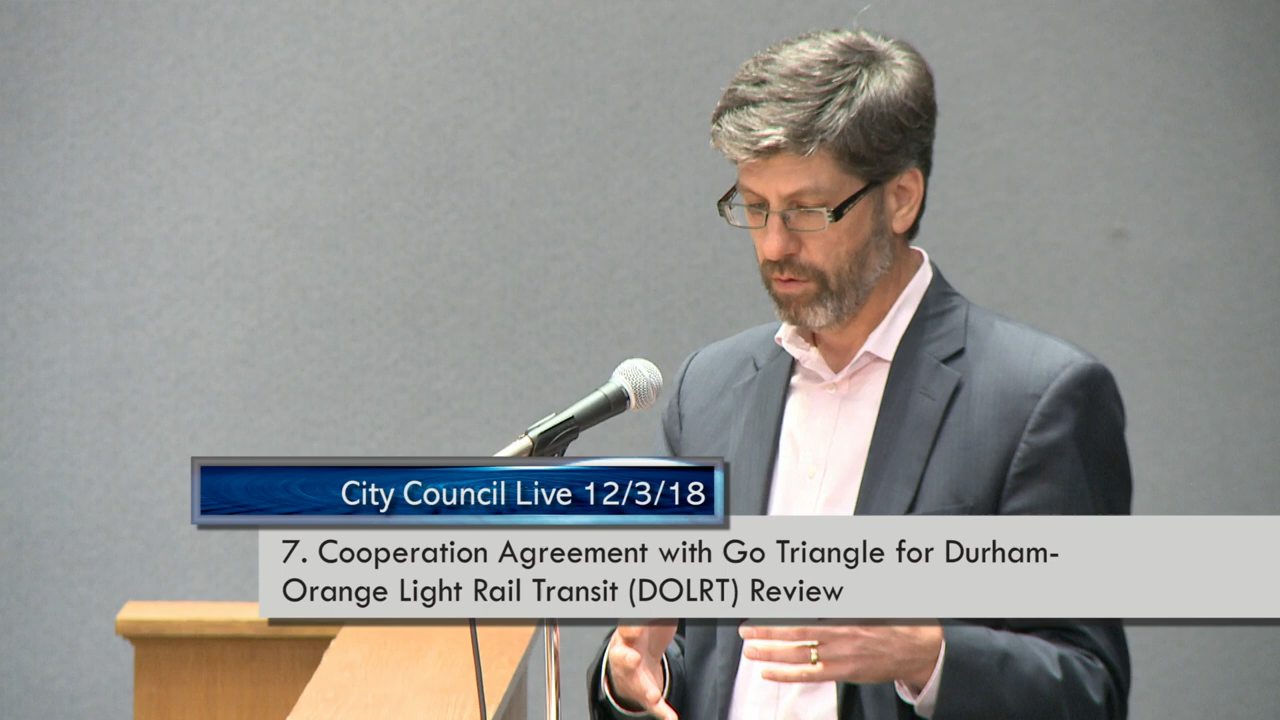 City Council Live 12/3/18
7. Cooperation Agreement with Go Triangle for Durham-
Orange Light Rail Transit (DOLRT) Review